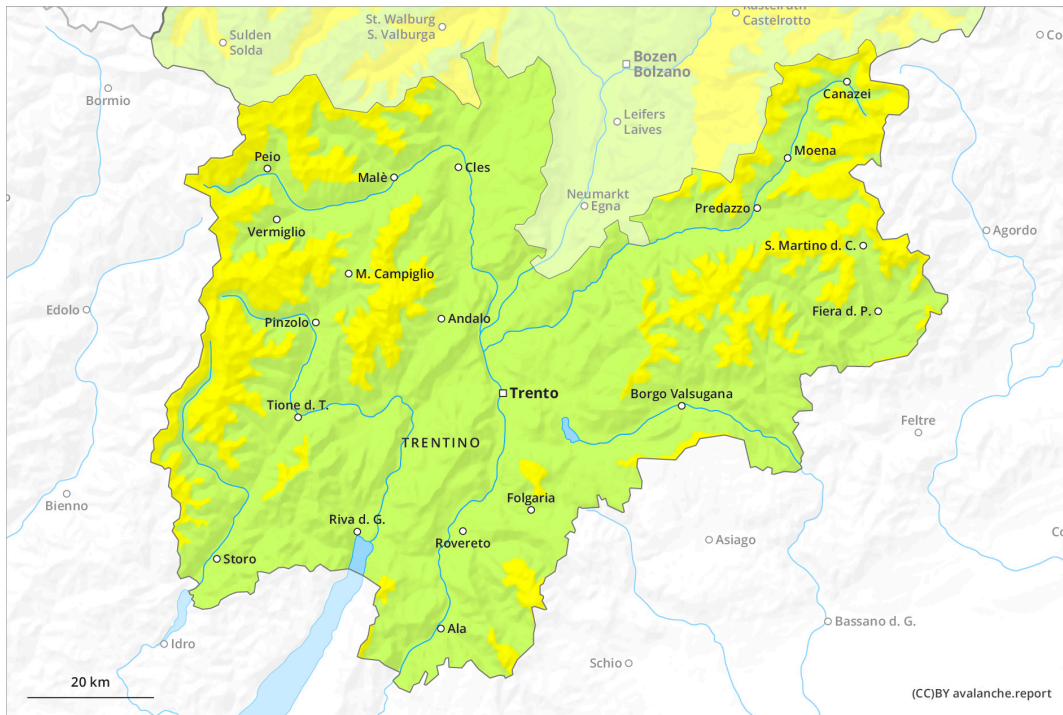 Sulden
Solda
St. Walburg
S. Valburga
Kastelruth
Castelrotto
Bozen
Bolzano
Bormio
Canazei
Leifers
Laives
Peio
Malè
Cles
Moena
Neumarkt
Egna
Predazzo
Vermiglio
Agordo
S. Martino d. C.
M. Campiglio
Edolo
Pinzolo
Andalo
Fiera d. P.
Trento
Borgo Valsugana
Tione d. T.
Feltre
TRENTINO
Bienno
Folgaria
Riva d. G.
Rovereto
Asiago
Storo
Bassano d. G.
Ala
Idro
Schio
20 km
(CC)BY avalanche.report